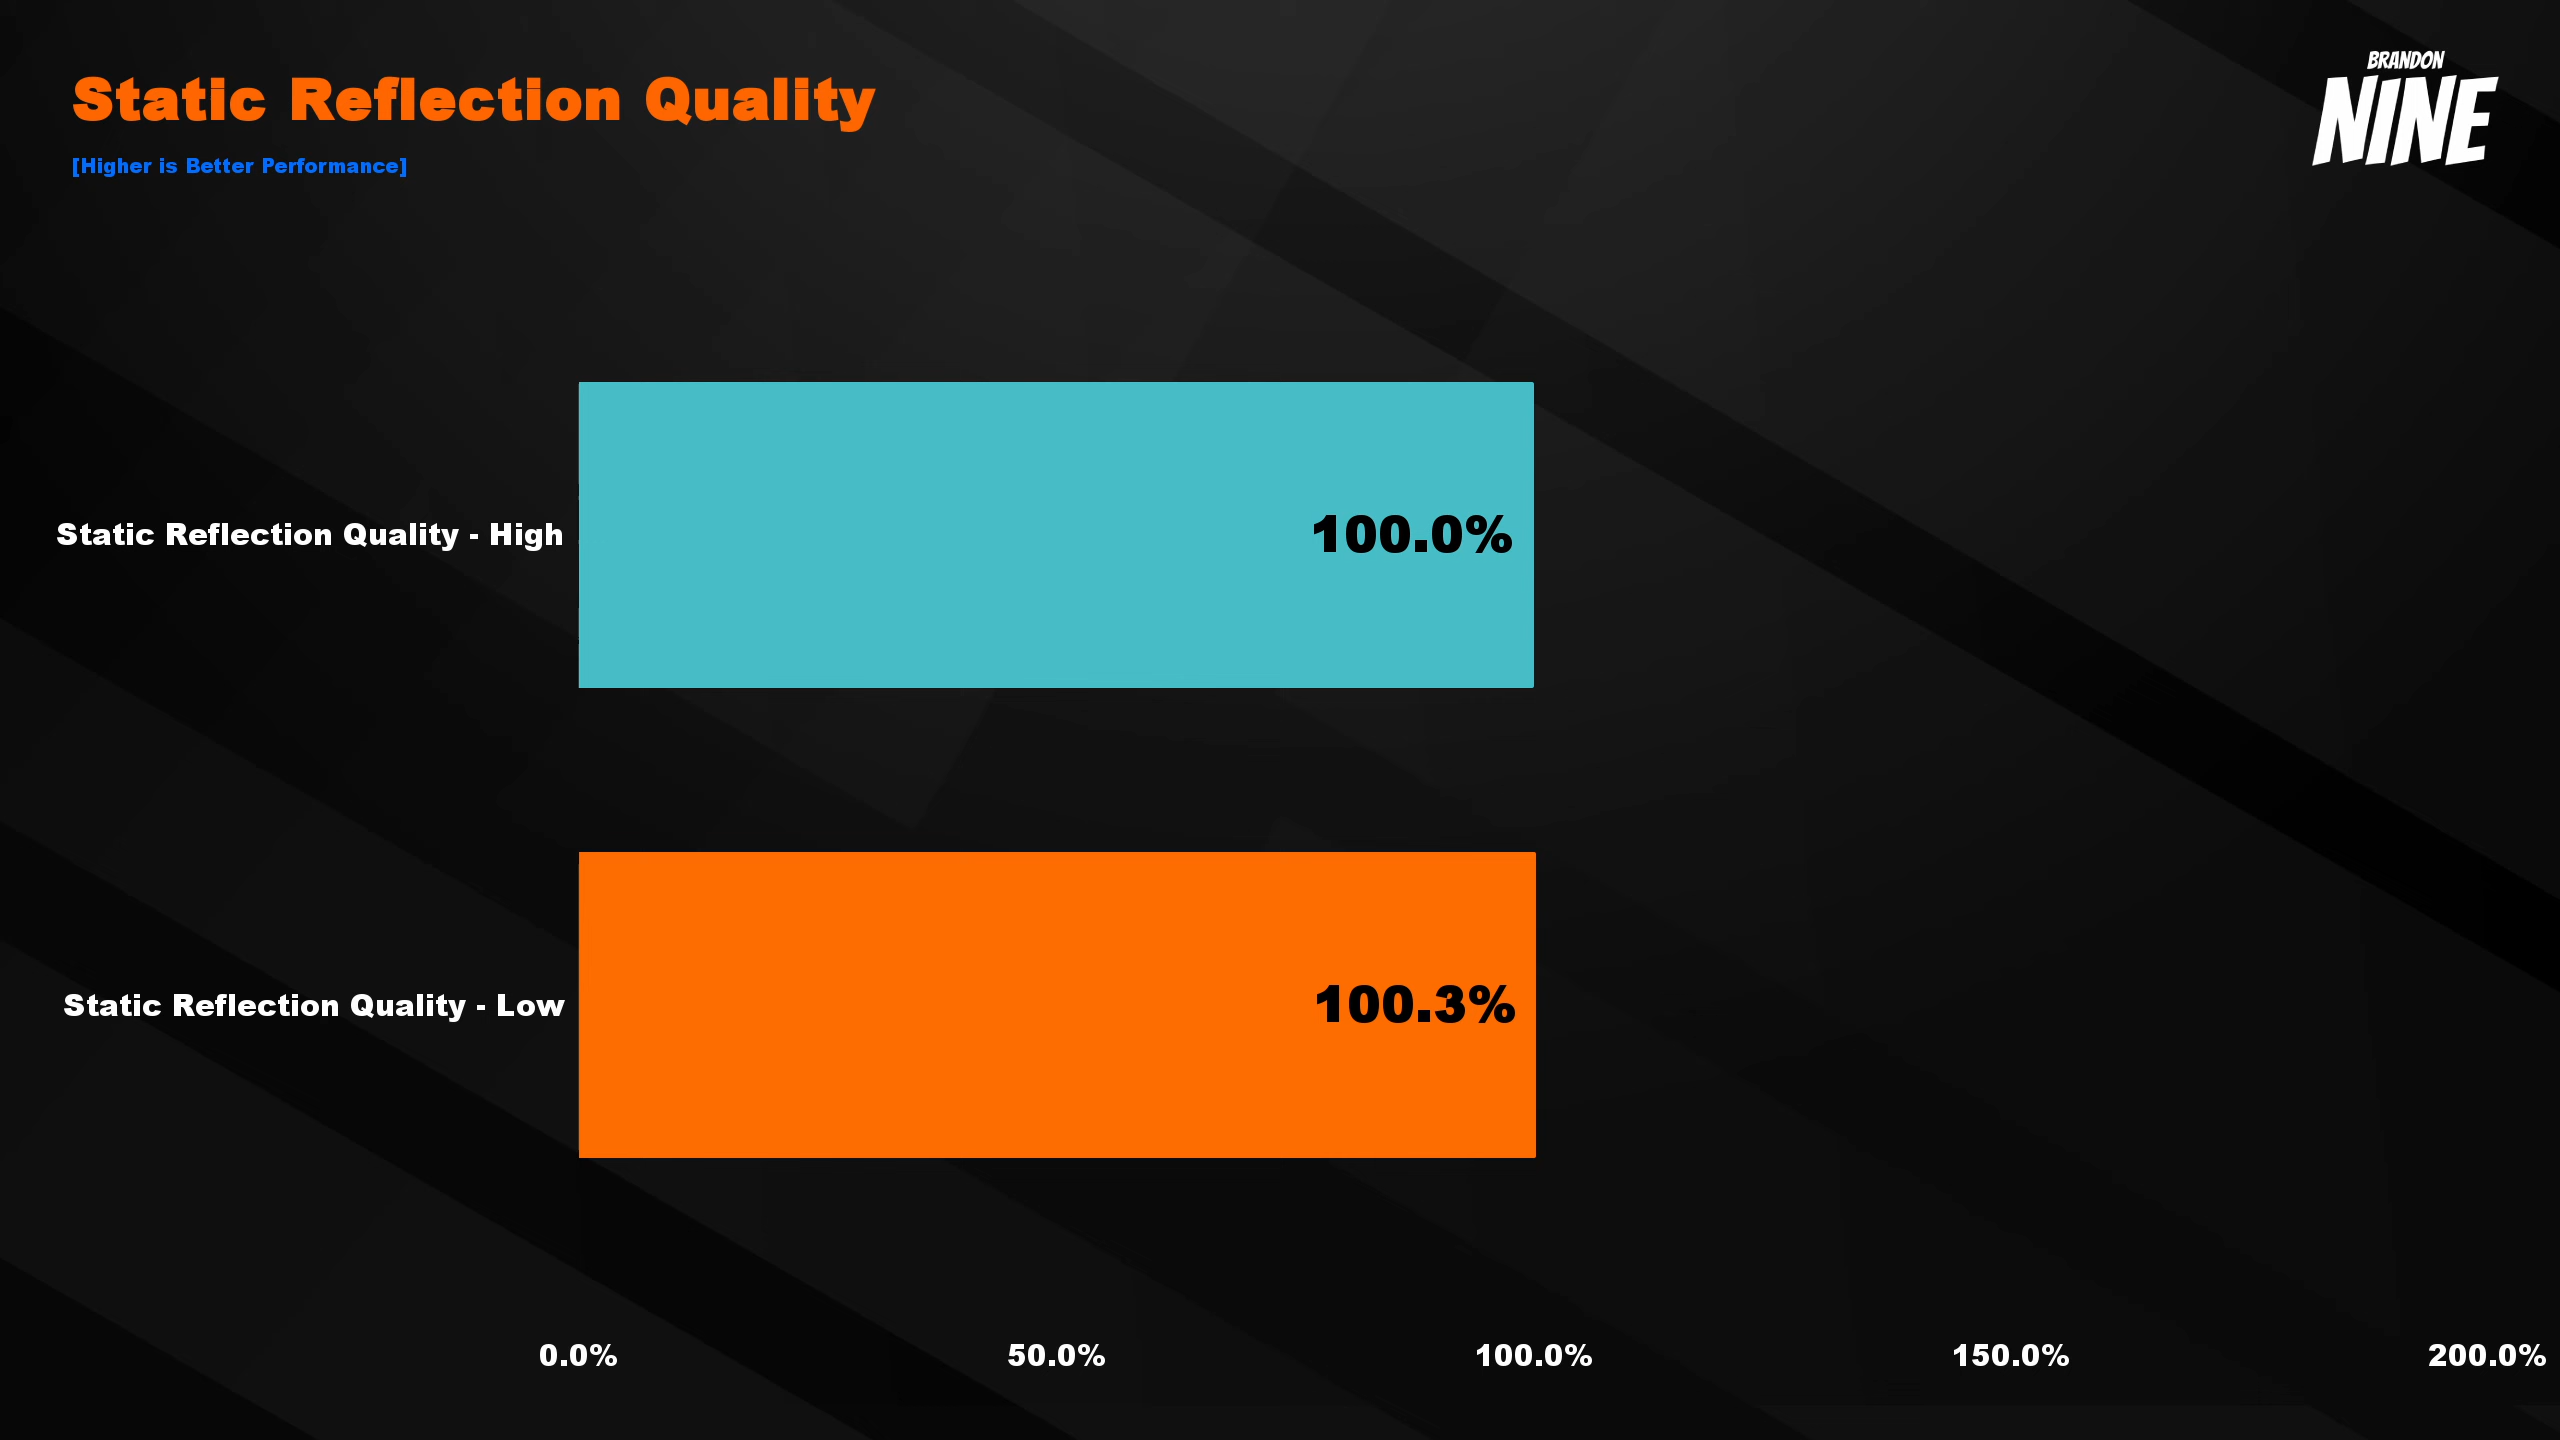 Static Reflection Quality
[Higher is Better Performance]
BRANDON
NINE
Static Reflection Quality - High
100.0%
Static Reflection Quality - Low
100.3%
0.0% 50.0% 100.0% 150.0% 200.0%